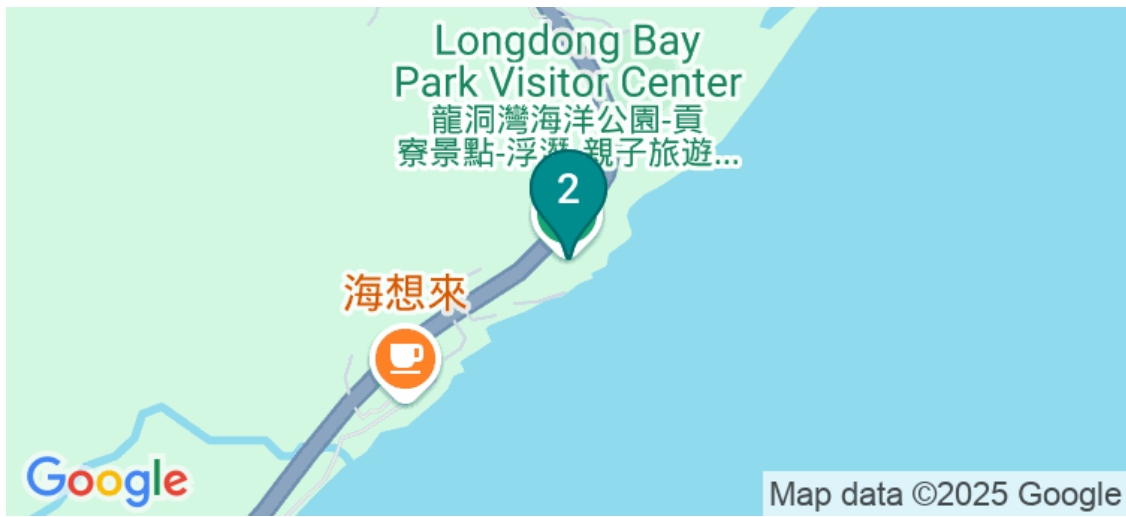 Longdong Bay
Park Visitor Center
龍洞灣海洋公園-貢
寮景點-浮潛-親子旅遊...
2
海想來
Google
Map data ©2025 Google